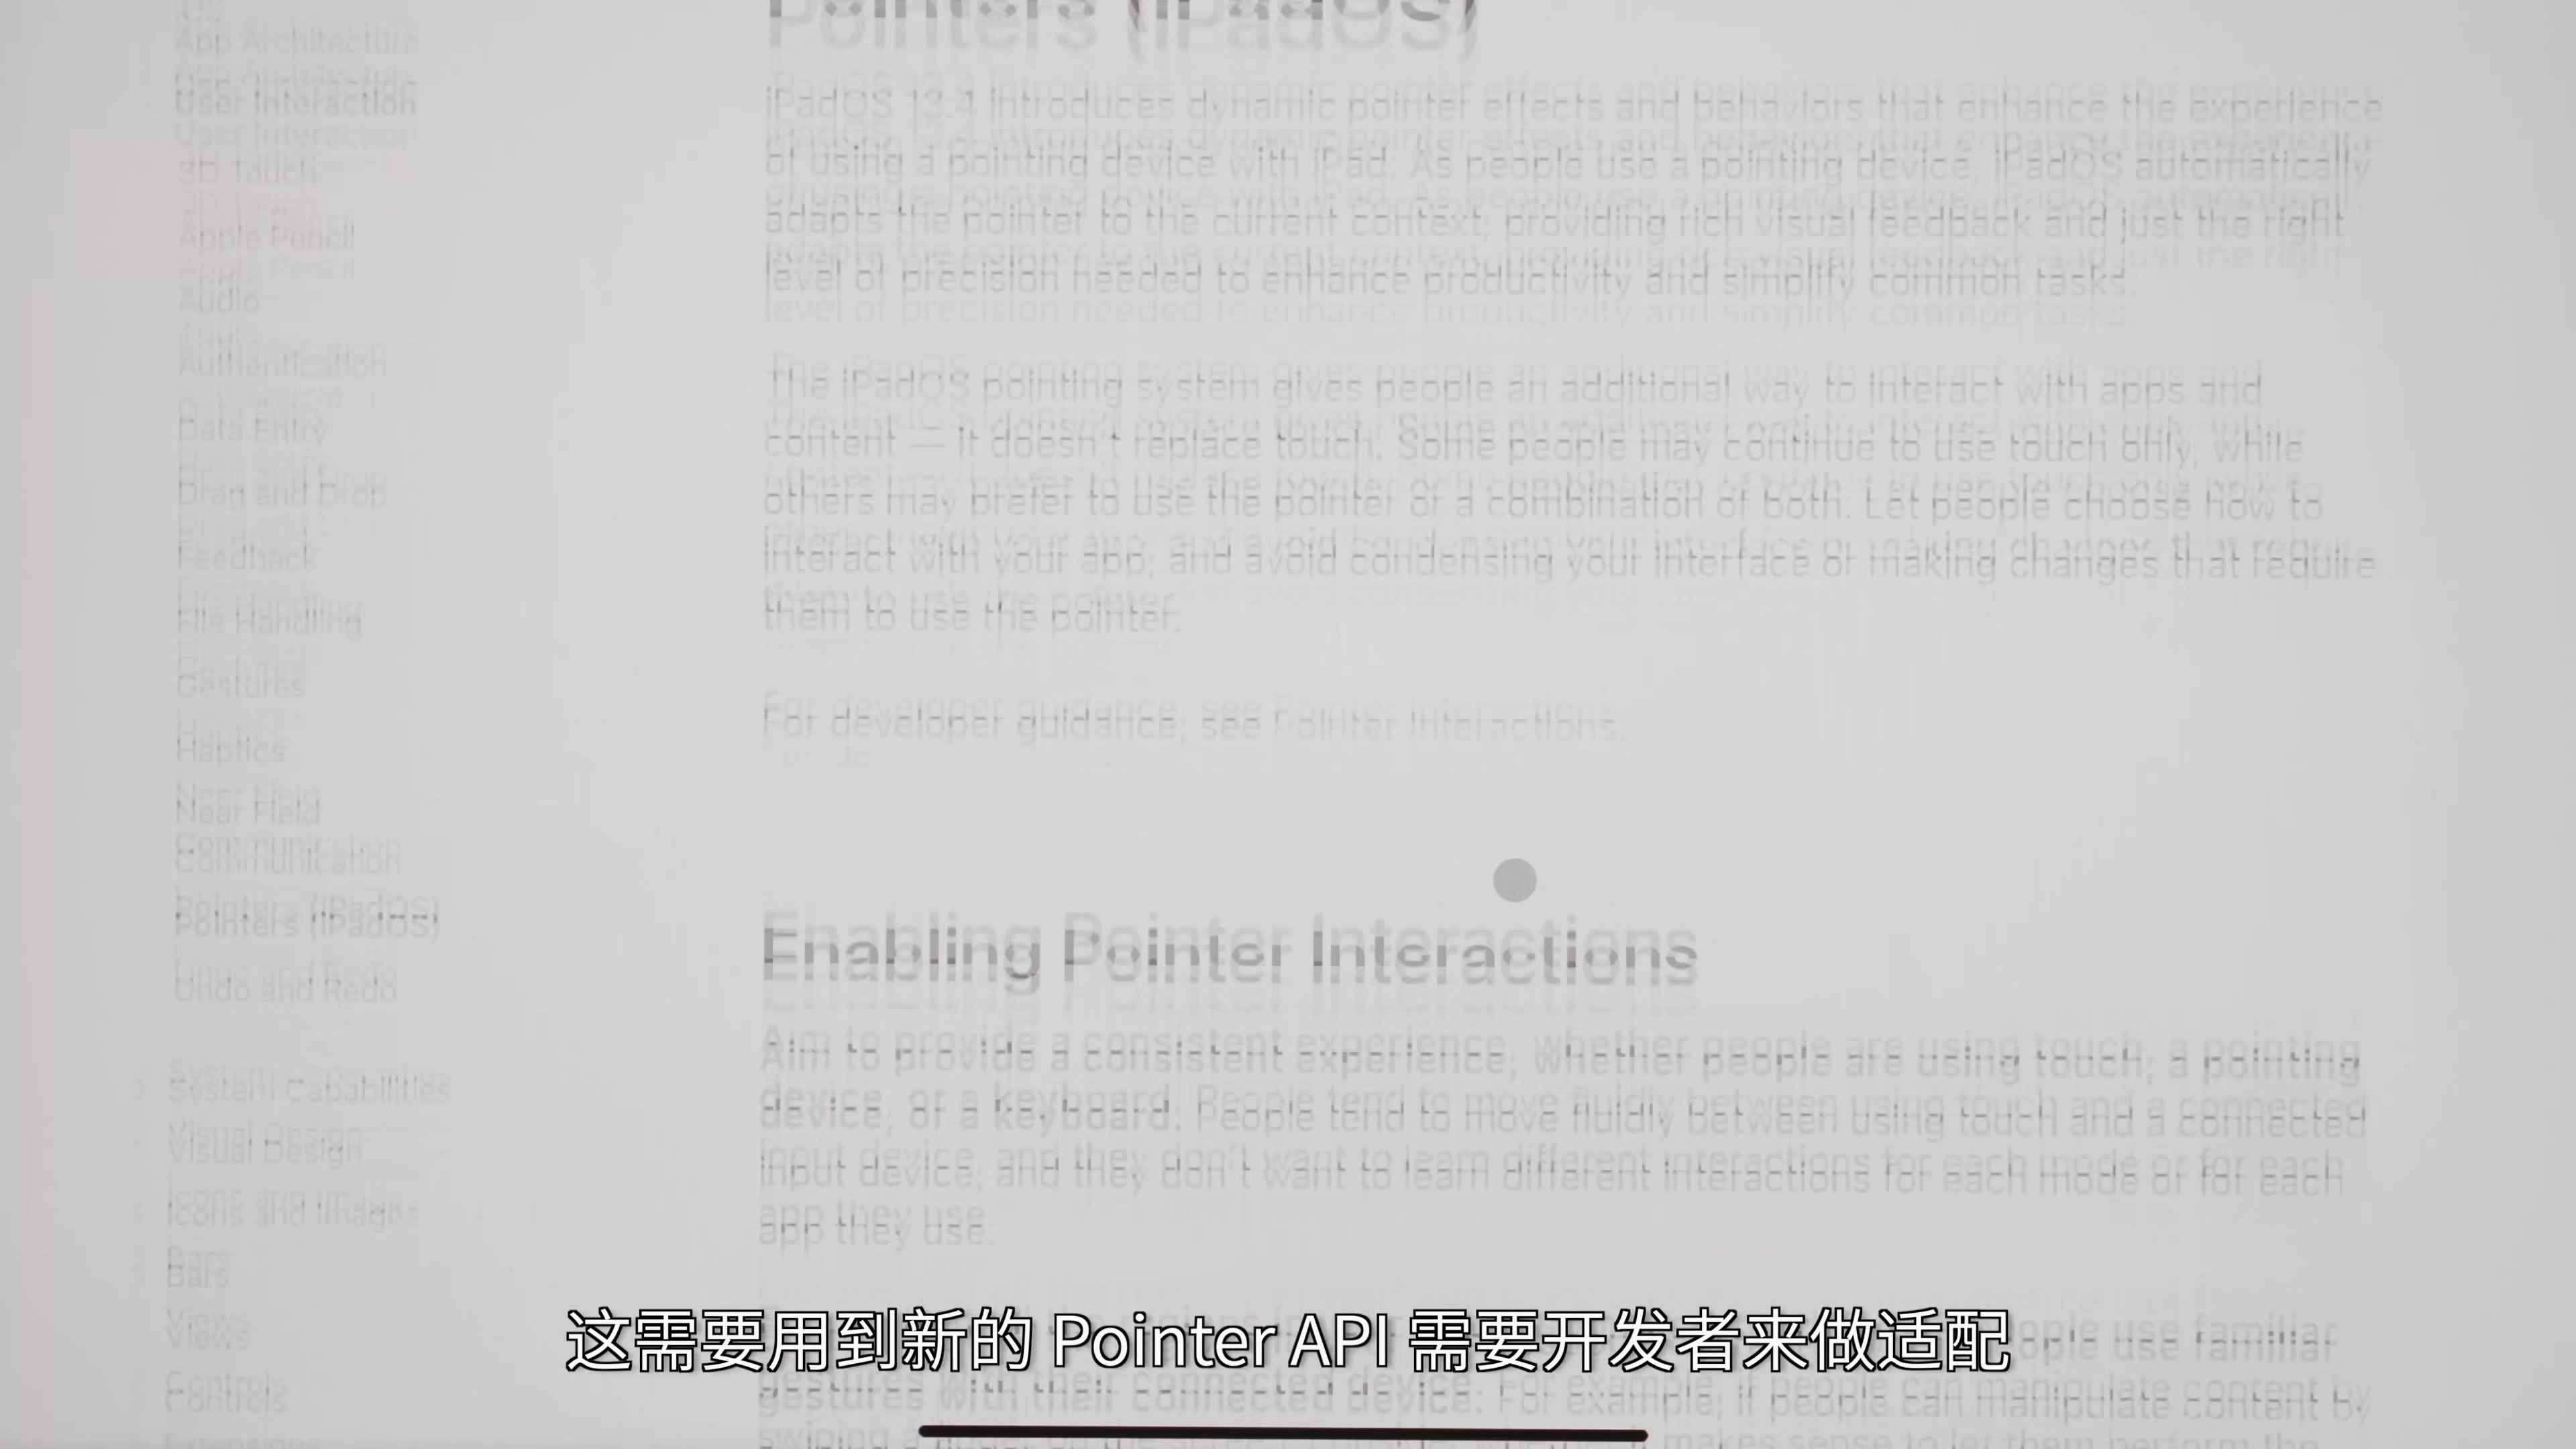 App Architecture
User Interaction
3D Touch
Apple Pencil
Audio
Authentication
Data Entry
Drag and Drop
Feedback
File Handling
Gestures
Haptics
Near Field
Communication
Pointers (iPadOS)
Undo and Redo
System Capabilities
Visual Design
Icons and Images
Bars
Views
Controls
Extensions
Pointers (iPadOS)
iPadOS 13.4 introduces dynamic pointer effects and behaviors that enhance the experience
of using a pointing device with iPad. As people use a pointing device, iPadOS automatically
adapts the pointer to the current context, providing rich visual feedback and just the right
level of precision needed to enhance productivity and simplify common tasks.
The iPadOS pointing system gives people an additional way to interact with apps and
content — it doesn't replace touch. Some people may continue to use touch only, while
others may prefer to use the pointer or a combination of both. Let people choose how to
interact with your app, and avoid condensing your interface or making changes that require
them to use the pointer.
For developer guidance, see Pointer Interactions.
Enabling Pointer Interactions
Aim to provide a consistent experience, whether people are using touch, a pointing
device, or a keyboard. People tend to move fluidly between using touch and a connected
input device, and they don't want to learn different interactions for each mode or for each
app they use.
use familiar
gestures with their connected device. For example, if people can manipulate content by
swiping a makes sense to let them perform the
这需要用到新的 Pointer API 需要开发者来做适配